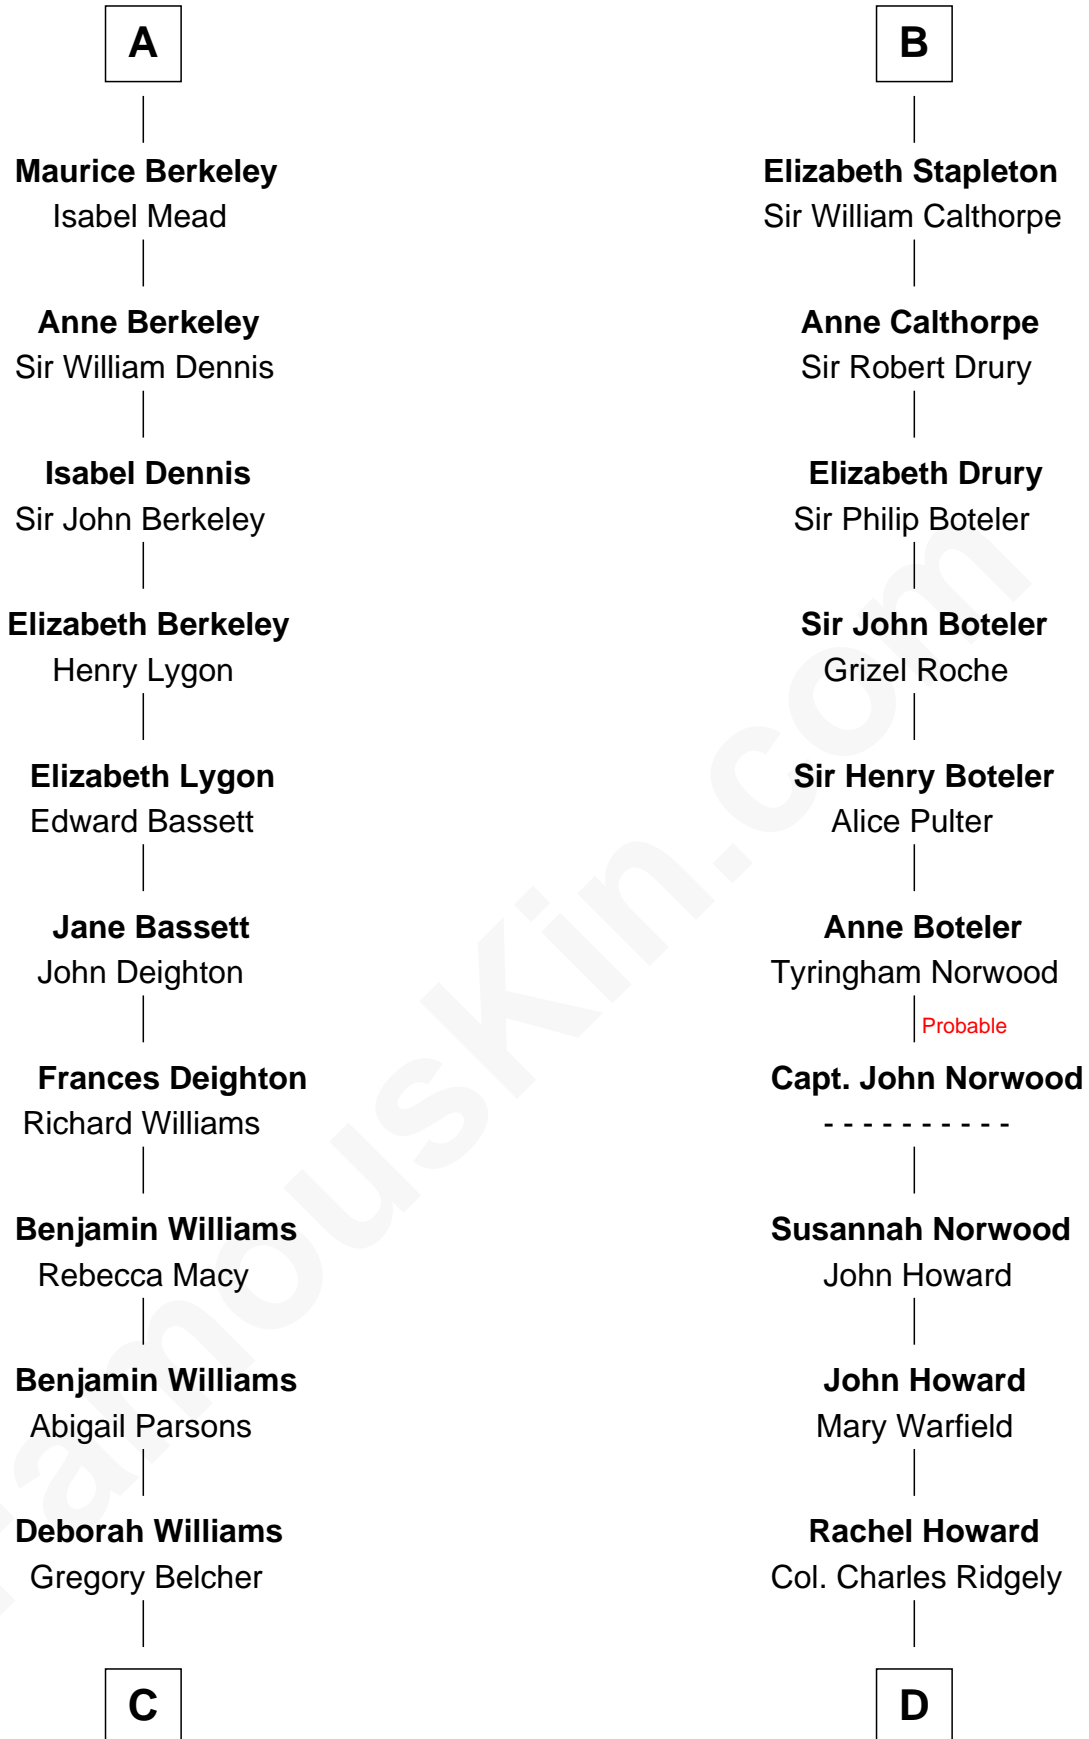 A
Maurice Berkeley
Isabel Mead
Anne Berkeley
Sir William Dennis
Isabel Dennis
Sir John Berkeley
Elizabeth Berkeley
Henry Lygon
Elizabeth Lygon
Edward Bassett
Jane Bassett
John Deighton
Frances Deighton
Richard Williams
Benjamin Williams
Rebecca Macy
Benjamin Williams
Abigail Parsons
Deborah Williams
Gregory Belcher
C
B
Elizabeth Stapleton
Sir William Calthorpe
Anne Calthorpe
Sir Robert Drury
Elizabeth Drury
Sir Philip Boteler
Sir John Boteler
Grizel Roche
Sir Henry Boteler
Alice Pulter
Anne Boteler
Tyringham Norwood
Probable
Capt. John Norwood
- - - - - - - - - -
Susannah Norwood
John Howard
John Howard
Mary Warfield
Rachel Howard
Col. Charles Ridgely
D
FamousKin.com